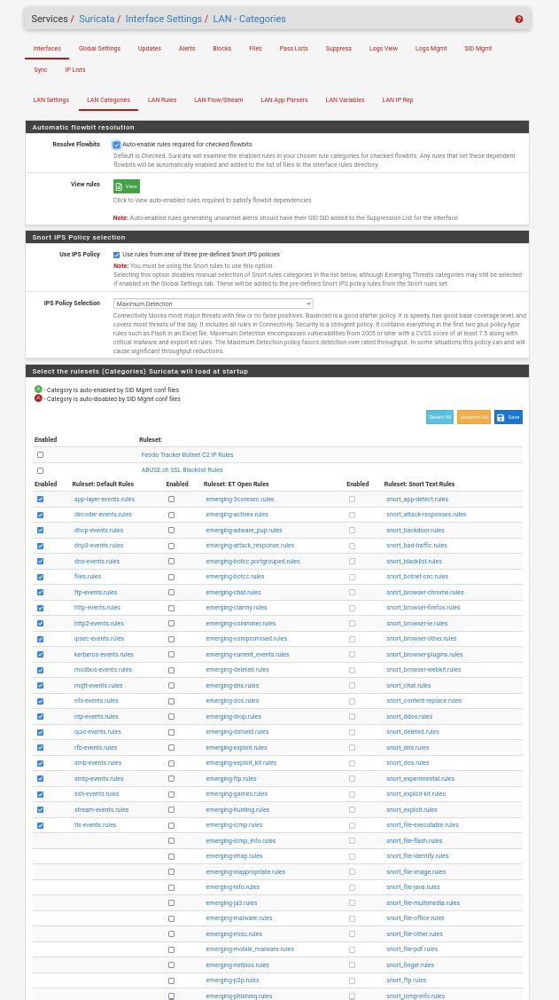 Services / Suricata / Interface Settings / LAN - Categories
Interfaces Global Settings Updates Alerts Blocks Files Pass Lists Suppress Logs View Logs Mgmt SID Mgmt
Sync IP Lists
LAN Settings LAN Categories LAN Rules LAN Flow/Stream LAN App Parsers LAN Variables LAN IP Rep
Automatic flowbit resolution
Resolve Flowbits Auto-enable rules required for checked flowbits
Default is Checked. Suricata will examine the enabled rules in your chosen rule categories for checked flowbits. Any rules that set these dependent
flowbits will be automatically enabled and added to the list of files in the interface rules directory.
View rules View
Click to view auto-enabled rules required to satisfy flowbit dependencies
Note: Auto-enabled rules generating unwanted alerts should have their GID:SID added to the Suppression List for the interface.
Snort IPS Policy selection
Use IPS Policy Use rules from one of three pre-defined Snort IPS policies
Note: You must be using the Snort rules to use this option.
Selecting this option disables manual selection of Snort rules categories in the list below, although Emerging Threats categories may still be selected
if enabled on the Global Settings tab. These will be added to the pre-defined Snort IPS policy rules from the Snort rules set.
IPS Policy Selection Maximum Detection
Connectivity blocks most major threats with few or no false positives. Balanced is a good starter policy. It is speedy, has good base coverage level, and
covers most threats of the day. It includes all rules in Connectivity. Security is a stringent policy. It contains everything in the first two plus policy-type
rules such as Flash in an Excel file. Maximum Detection encompasses vulnerabilities from 2005 or later with a CVSS score of at least 7.5 along with
critical malware and exploit kit rules. The Maximum Detection policy favors detection over rated throughput. In some situations this policy can and will
cause significant throughput reductions.
Select the rulesets (Categories) Suricata will load at startup
- Category is auto-enabled by SID Mgmt conf files
- Category is auto-disabled by SID Mgmt conf files
Select All Unselect All Save
Enabled Ruleset:
Feodo Tracker Botnet C2 IP Rules
ABUSE.ch SSL Blacklist Rules
Enabled Ruleset: Default Rules Enabled Ruleset: ET Open Rules Enabled Ruleset: Snort Text Rules
app-layer-events.rules emerging-3coresec.rules snort_app-detect.rules
decoder-events.rules emerging-activex.rules snort_attack-responses.rules
dhcp-events.rules emerging-adware_pup.rules snort_backdoor.rules
dnp3-events.rules emerging-attack_response.rules snort_bad-traffic.rules
dns-events.rules emerging-botcc.portgrouped.rules snort_blacklist.rules
files.rules emerging-botcc.rules snort_botnet-cnc.rules
ftp-events.rules emerging-chat.rules snort_browser-chrome.rules
http-events.rules emerging-ciarmy.rules snort_browser-firefox.rules
http2-events.rules emerging-coinminer.rules snort_browser-ie.rules
ipsec-events.rules emerging-compromised.rules snort_browser-other.rules
kerberos-events.rules emerging-current_events.rules snort_browser-plugins.rules
modbus-events.rules emerging-deleted.rules snort_browser-webkit.rules
mqtt-events.rules emerging-dns.rules snort_chat.rules
nfs-events.rules emerging-dos.rules snort_content-replace.rules
ntp-events.rules emerging-drop.rules snort_ddos.rules
quic-events.rules emerging-dshield.rules snort_deleted.rules
rfb-events.rules emerging-exploit.rules snort_dns.rules
smb-events.rules emerging-exploit_kit.rules snort_dos.rules
smtp-events.rules emerging-ftp.rules snort_experimental.rules
ssh-events.rules emerging-games.rules snort_exploit-kit.rules
stream-events.rules emerging-hunting.rules snort_exploit.rules
tls-events.rules emerging-icmp.rules snort_file-executable.rules
emerging-icmp_info.rules snort_file-flash.rules
emerging-imap.rules snort_file-identify.rules
emerging-inappropriate.rules snort_file-image.rules
emerging-info.rules snort_file-java.rules
emerging-ja3.rules snort_file-multimedia.rules
emerging-malware.rules snort_file-office.rules
emerging-misc.rules snort_file-other.rules
emerging-mobile_malware.rules snort_file-pdf.rules
emerging-netbios.rules snort_finger.rules
emerging-p2p.rules snort_ftp.rules
emerging-phishing.rules snort_icmp-info.rules